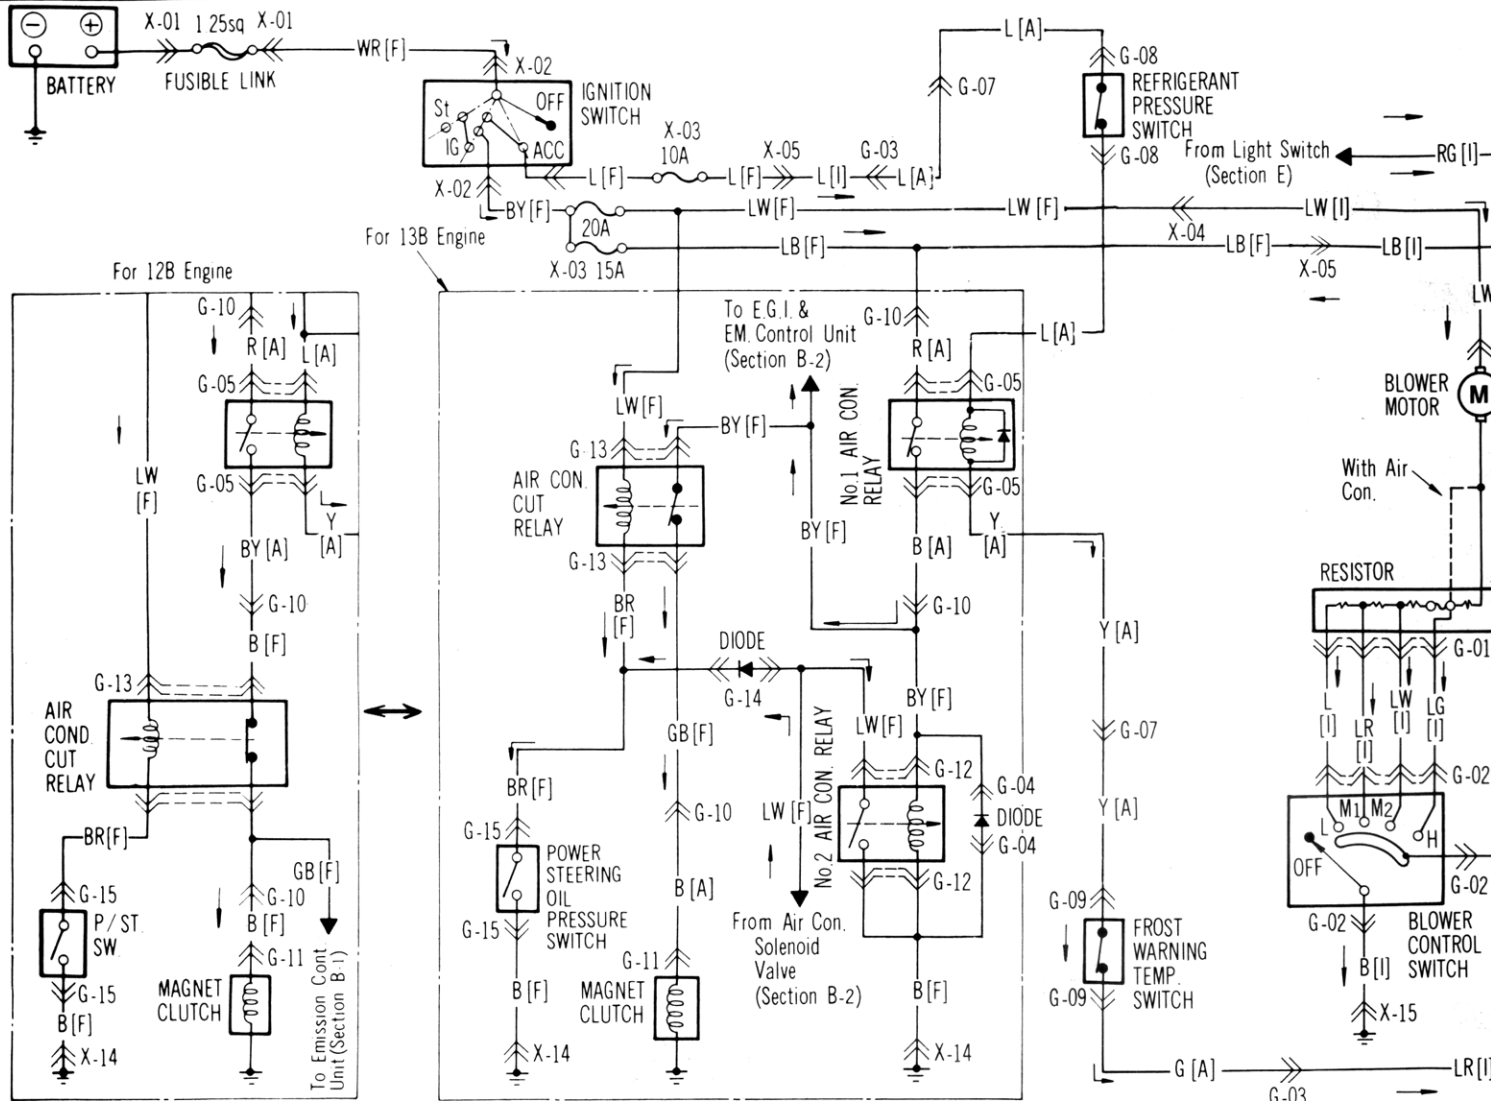 X-01 1.25sq X-01
BATTERY
FUSIBLE LINK
WR[F]
X-02
IGNITION
SWITCH
St
OFF
IG
ACC
X-02
L[F]
X-03
10A
L[F]
X-05
L[I]
G-03
L[A]
G-07
L[A]
G-08
REFRIGERANT
PRESSURE
SWITCH
G-08
From Light Switch
(Section E)
RG[I]
BY[F]
20A
LW[F]
LW[F]
X-04
LW[I]
X-03 15A
LB[F]
LB[F]
X-05
LB[I]
LW
For 13B Engine
For 12B Engine
G-10
R[A]
L[A]
G-05
G-05
LW
[F]
Y
[A]
BY[A]
G-10
B[F]
G-13
AIR
COND.
CUT
RELAY
BR[F]
G-15
P/ST.
SW.
G-15
B[F]
X-14
GB[F]
G-10
B[F]
G-11
MAGNET
CLUTCH
To Emission Cont.
Unit(Section B-1)
To E.G.I. &
EM. Control Unit
(Section B-2)
G-10
R[A]
G-05
L[A]
LW[F]
G-13
BY[F]
AIR CON.
CUT
RELAY
G-13
No.1 AIR CON.
RELAY
G-05
BY[F]
B[A]
Y
[A]
BR
[F]
G-10
DIODE
G-14
BY[F]
LW[F]
GB[F]
BR[F]
G-15
POWER
STEERING
OIL
PRESSURE
SWITCH
G-15
B[F]
X-14
G-10
B[A]
G-11
MAGNET
CLUTCH
LW[F]
No.2 AIR CON. RELAY
G-12
G-04
DIODE
G-04
G-12
From Air Con.
Solenoid
Valve
(Section B-2)
B[F]
X-14
Y[A]
G-07
Y[A]
G-09
FROST
WARNING
TEMP.
SWITCH
G-09
G[A]
G-03
LR[I]
BLOWER
MOTOR
M
With Air
Con.
RESISTOR
G-01
L
[I]
LR
[I]
LW
[I]
LG
[I]
G-02
L
M1
M2
H
OFF
G-02
G-02
BLOWER
CONTROL
SWITCH
B[I]
X-15